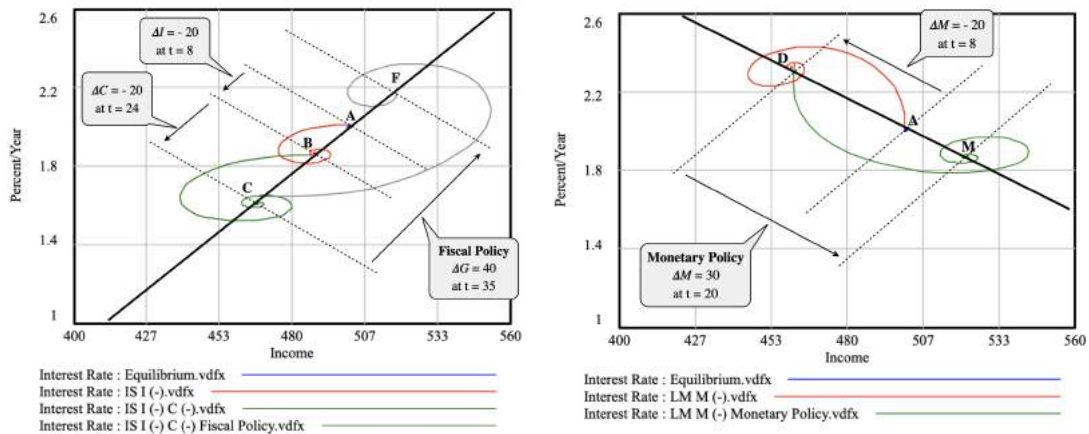 2.6
2.2
1.8
1.4
1
Percent/Year
400 427 453 480 507 533 560
Income
ΔI = - 20
at t = 8
ΔC = - 20
at t = 24
F
A
B
C
Fiscal Policy
ΔG = 40
at t = 35
Interest Rate : Equilibrium.vdfx
Interest Rate : IS I (-).vdfx
Interest Rate : IS I (-) C (-).vdfx
Interest Rate : IS I (-) C (-) Fiscal Policy.vdfx
2.6
2.2
1.8
1.4
1
Percent/Year
400 427 453 480 507 533 560
Income
ΔM = - 20
at t = 8
D
A
M
Monetary Policy
ΔM = 30
at t = 20
Interest Rate : Equilibrium.vdfx
Interest Rate : LM M (-).vdfx
Interest Rate : LM M (-) Monetary Policy.vdfx